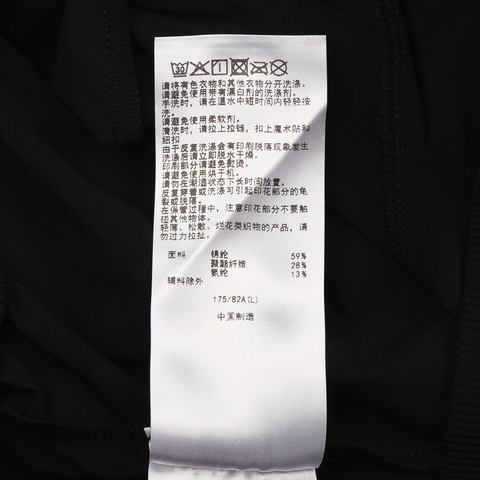 30
请将有色衣物和其他衣物分开洗涤。
请避免使用带有漂白剂的洗涤剂。
手洗时，请在温水中短时间内轻轻按
洗。
请避免使用柔软剂。
清洗时，请拉上拉链，扣上魔术贴和
纽扣
由于反复洗涤会有印刷脱落现象发生
洗涤后请立即脱水干燥。
印刷部分请避免熨烫。
请避免使用烘干机。
请勿在潮湿状态下长时间放置。
反复穿着或洗涤可引起印花部分的龟
裂或脱落。
在保管过程中，注意印花部分不要触
碰其他物体。
轻薄、松散、烂花类织物的产品，请
勿过力拉扯。
面料 锦纶 59%
聚酯纤维 28%
氨纶 13%
辅料除外
175/82A(L)
中国制造